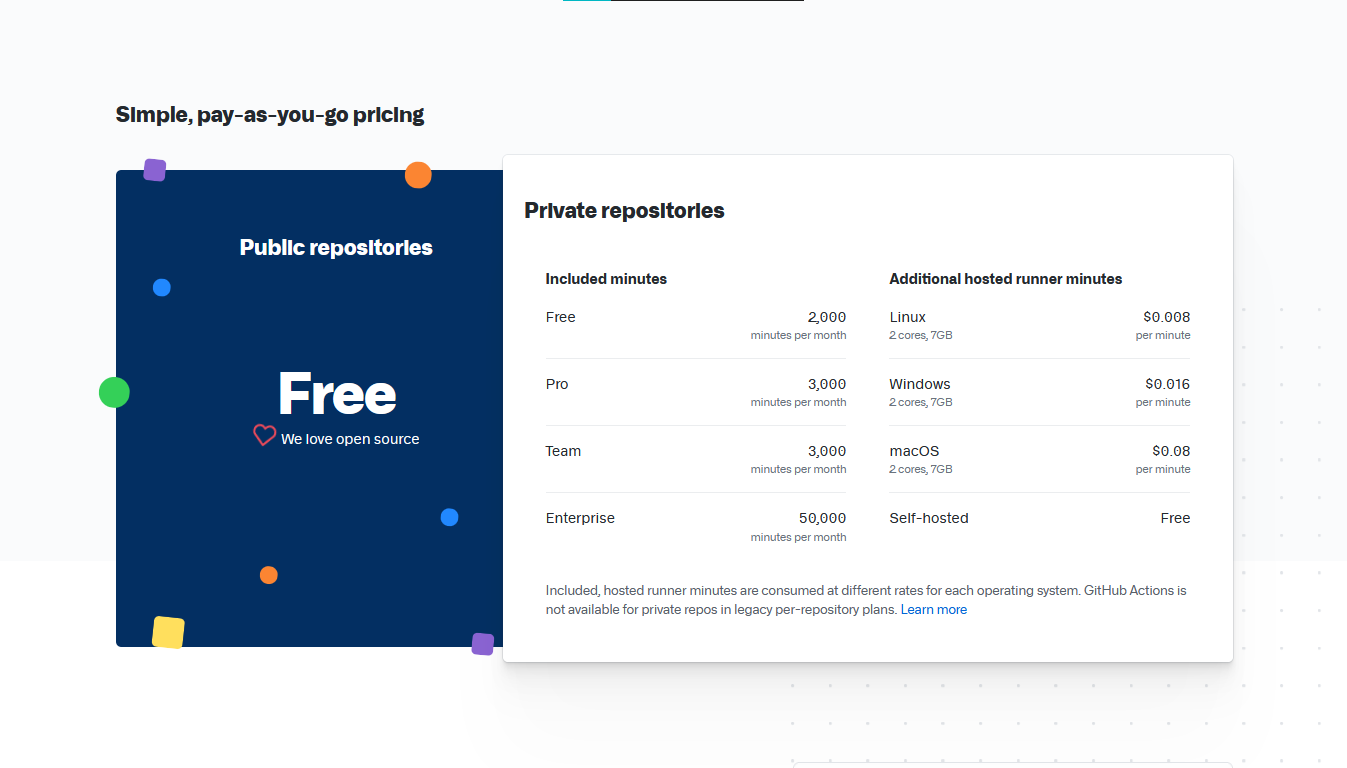 Simple, pay-as-you-go pricing
Public repositories
Free
We love open source
Private repositories
Included minutes
Free 2,000
minutes per month
Pro 3,000
minutes per month
Team 3,000
minutes per month
Enterprise 50,000
minutes per month
Additional hosted runner minutes
Linux $0.008
2 cores, 7GB per minute
Windows $0.016
2 cores, 7GB per minute
macOS $0.08
2 cores, 7GB per minute
Self-hosted Free
Included, hosted runner minutes are consumed at different rates for each operating system. GitHub Actions is
not available for private repos in legacy per-repository plans. Learn more